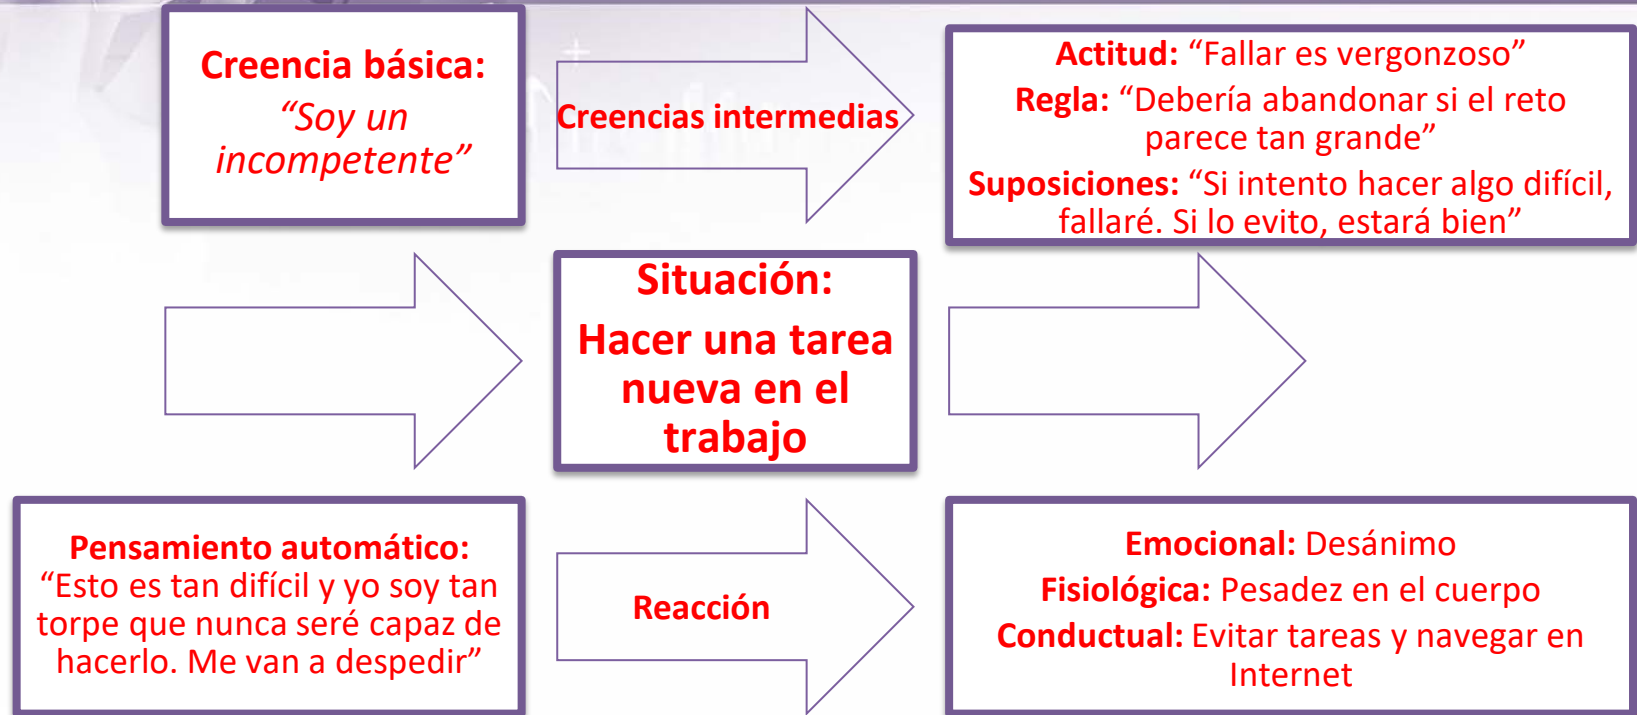 Creencia básica:
“Soy un
incompetente”
Creencias intermedias
Actitud: “Fallar es vergonzoso”
Regla: “Debería abandonar si el reto
parece tan grande”
Suposiciones: “Si intento hacer algo difícil,
fallaré. Si lo evito, estará bien”
Situación:
Hacer una tarea
nueva en el
trabajo
Pensamiento automático:
“Esto es tan difícil y yo soy tan
torpe que nunca seré capaz de
hacerlo. Me van a despedir”
Reacción
Emocional: Desánimo
Fisiológica: Pesadez en el cuerpo
Conductual: Evitar tareas y navegar en
Internet